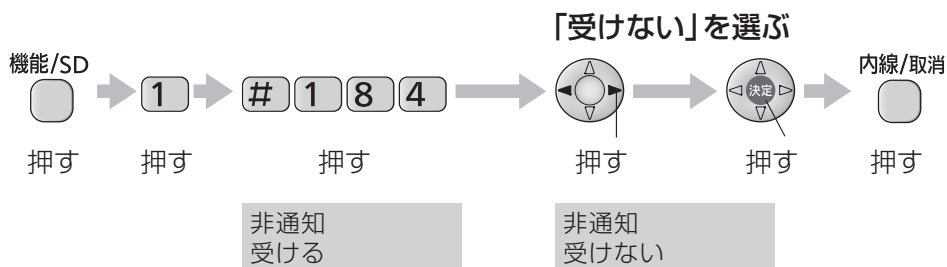 「受けない」を選ぶ
機能/SD
1
# 1 8 4
決定
内線/取消
押す
押す
押す
押す
押す
押す
非通知
受ける
非通知
受けない